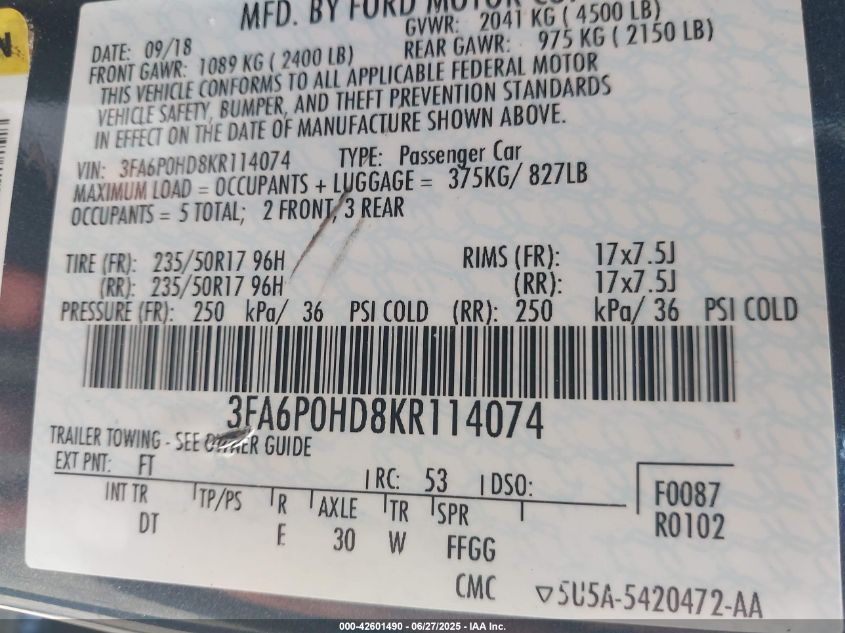 MFD. BY FORD MOTOR CO
DATE: 09/18 GVWR: 2041 KG ( 4500 LB)
FRONT GAWR: 1089 KG ( 2400 LB) REAR GAWR: 975 KG ( 2150 LB)
THIS VEHICLE CONFORMS TO ALL APPLICABLE FEDERAL MOTOR
VEHICLE SAFETY, BUMPER, AND THEFT PREVENTION STANDARDS
IN EFFECT ON THE DATE OF MANUFACTURE SHOWN ABOVE.
VIN: 3FA6P0HD8KR114074 TYPE: Passenger Car
MAXIMUM LOAD = OCCUPANTS + LUGGAGE = 375KG/ 827LB
OCCUPANTS = 5 TOTAL; 2 FRONT, 3 REAR
TIRE (FR): 235/50R17 96H RIMS (FR): 17x7.5J
(RR): 235/50R17 96H (RR): 17x7.5J
PRESSURE (FR): 250 kPa/ 36 PSI COLD (RR): 250 kPa/ 36 PSI COLD
3FA6P0HD8KR114074
TRAILER TOWING - SEE OWNER GUIDE
EXT PNT: FT RC: 53 DSO:
INT TR TP/PS R AXLE TR SPR
DT E 30 W FFGG
CMC
F0087
R0102
▽5U5A-5420472-AA
000-42601490 - 06/27/2025 - IAA Inc.